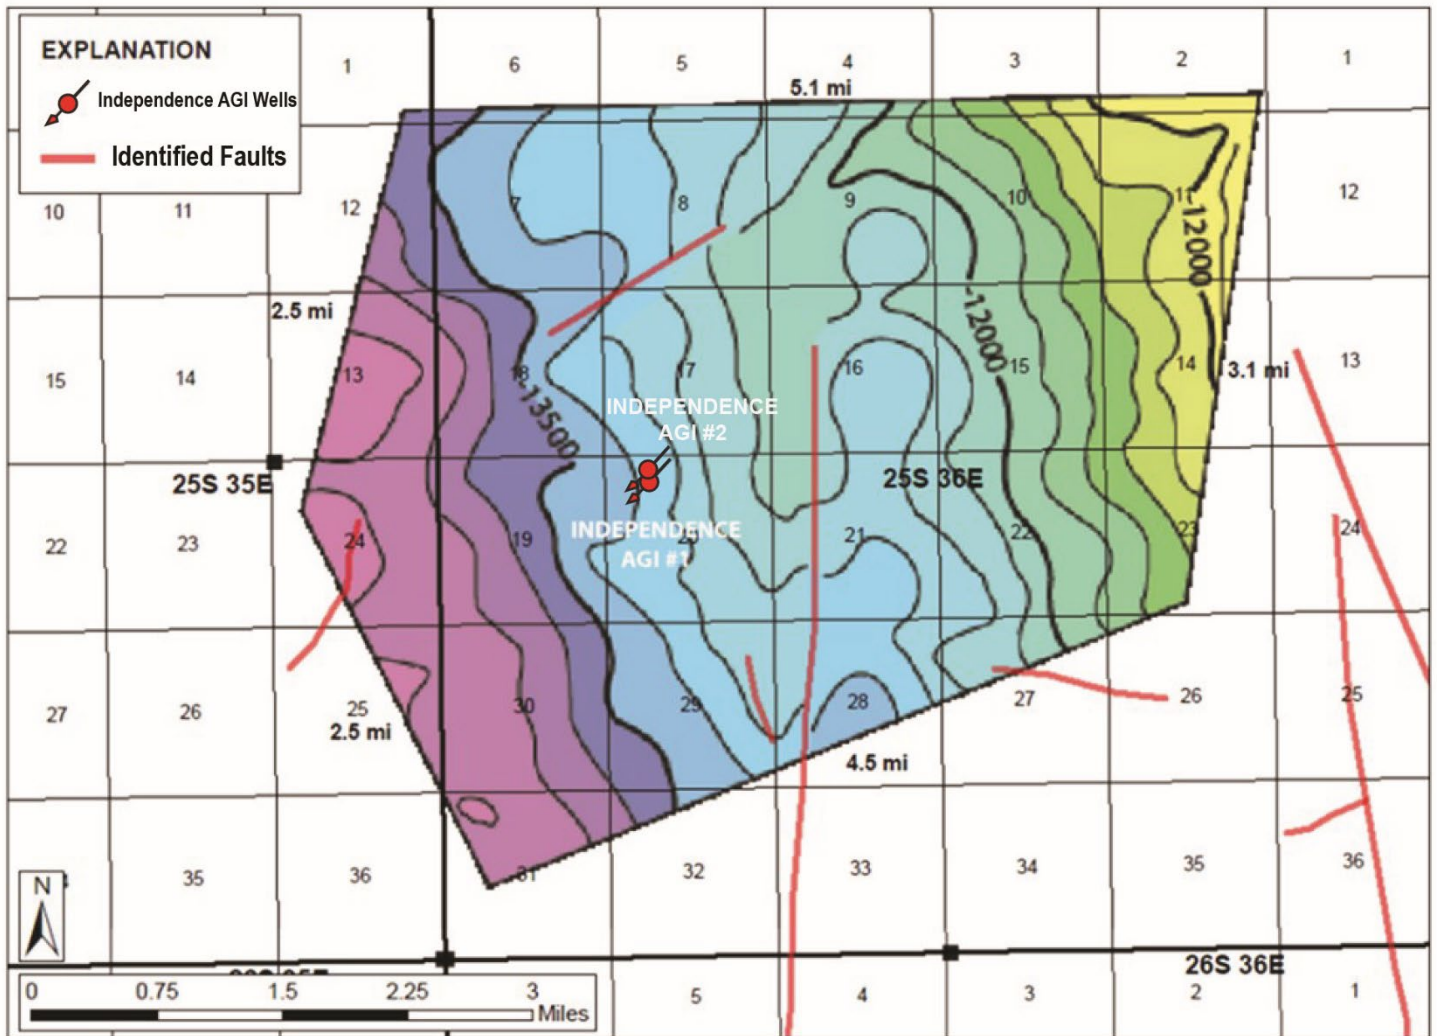 EXPLANATION
Independence AGI Wells
Identified Faults
1 6 5 4 3 2 1
5.1 mi
10 11 12 7 8 9 10 11 12
-12000
2.5 mi
-12000
3.1 mi
15 14 13 18 17 16 15 14 13
-13500
INDEPENDENCE
AGI #2
25S 35E
25S 36E
INDEPENDENCE
AGI #1
22 23 24 19 21 22 23 24
27 26 25 30 29 28 27 26 25
2.5 mi
4.5 mi
35 36 31 32 33 34 35 36
N
26S 36E
5 4 3 2 1
0 0.75 1.5 2.25 3
Miles